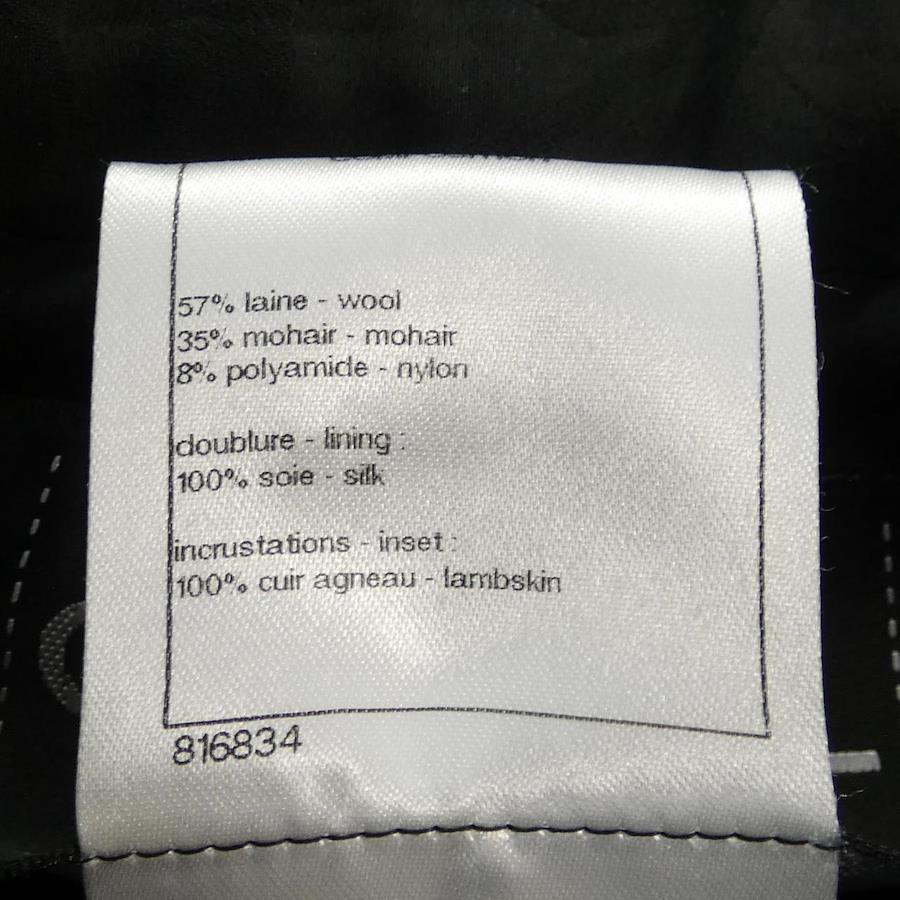 57% laine - wool
35% mohair - mohair
8% polyamide - nylon
doublure - lining :
100% soie - silk
incrustations - inset :
100% cuir agneau - lambskin
816834